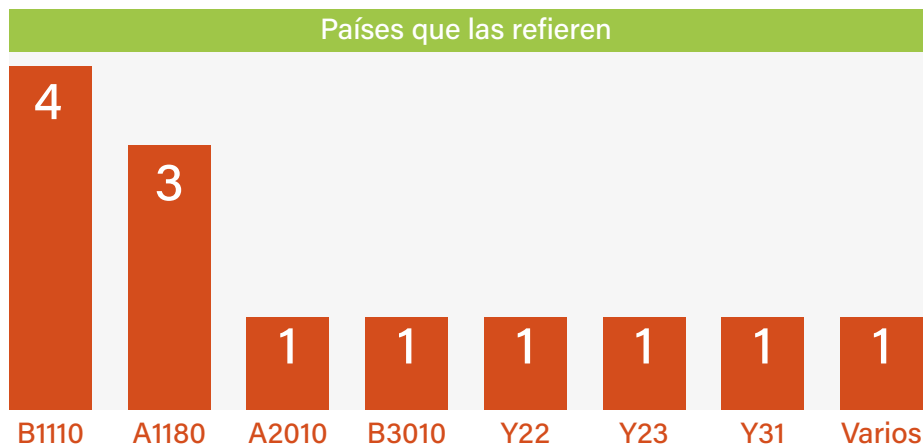 Países que las refieren
4
3
1 1 1 1 1 1
B1110 A1180 A2010 B3010 Y22 Y23 Y31 Varios